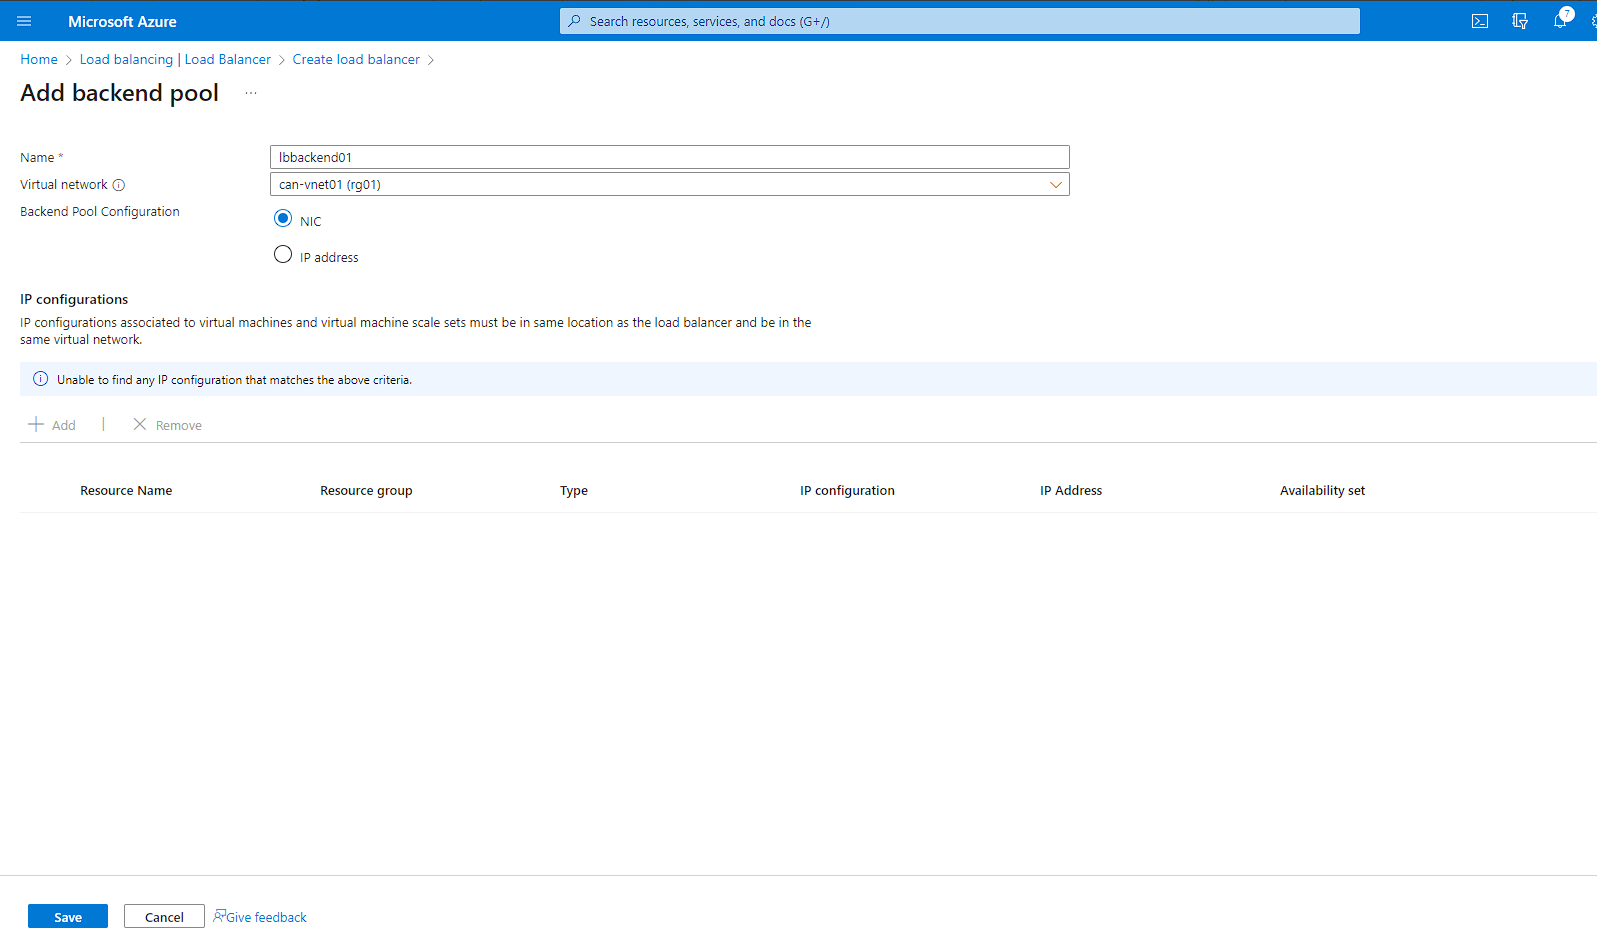 Microsoft Azure
Search resources, services, and docs (G+/)
7
Home > Load balancing | Load Balancer > Create load balancer >
Add backend pool ...
Name *
lbbackend01
Virtual network
can-vnet01 (rg01)
Backend Pool Configuration
NIC
IP address
IP configurations
IP configurations associated to virtual machines and virtual machine scale sets must be in same location as the load balancer and be in the
same virtual network.
Unable to find any IP configuration that matches the above criteria.
Add | Remove
Resource Name Resource group Type IP configuration IP Address Availability set
Save Cancel Give feedback